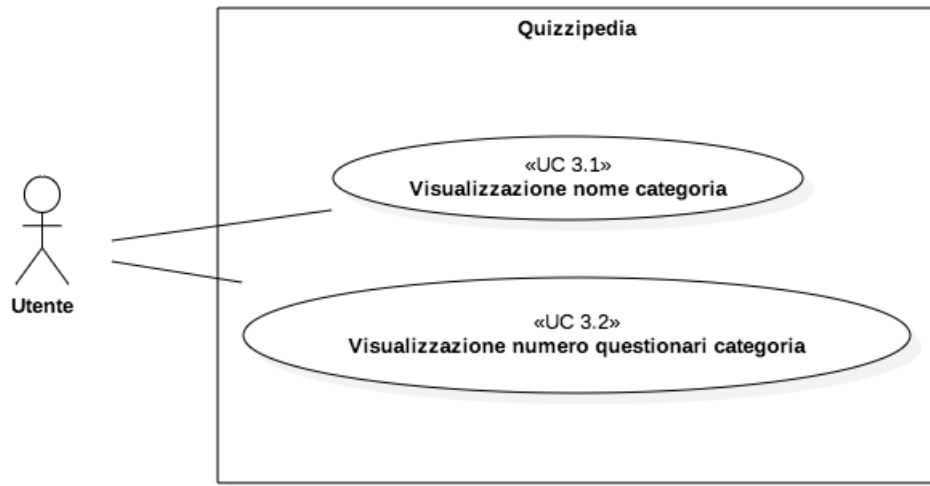 Quizzipedia
«UC 3.1»
Visualizzazione nome categoria
Utente
«UC 3.2»
Visualizzazione numero questionari categoria